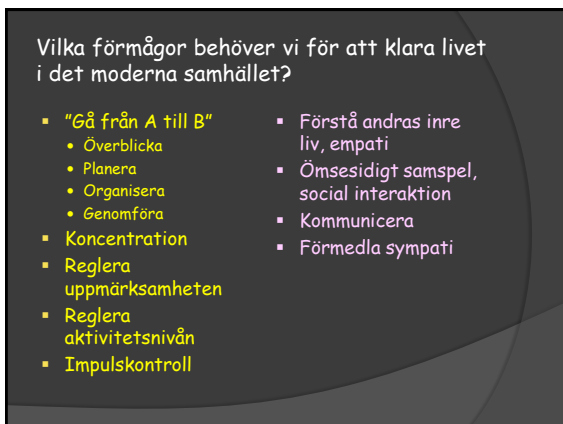 Vilka förmågor behöver vi för att klara livet
i det moderna samhället?
▪ "Gå från A till B"
• Överblicka
• Planera
• Organisera
• Genomföra
▪ Koncentration
▪ Reglera
uppmärksamheten
▪ Reglera
aktivitetsnivån
▪ Impulskontroll
▪ Förstå andras inre
liv, empati
▪ Ömsesidigt samspel,
social interaktion
▪ Kommunicera
▪ Förmedla sympati